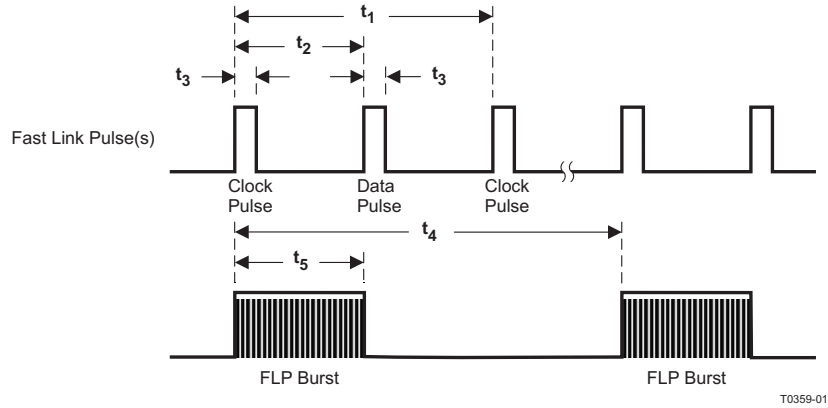 t1
t2
t3
t3
Fast Link Pulse(s)
Clock
Pulse
Data
Pulse
Clock
Pulse
t4
t5
FLP Burst
FLP Burst
T0359-01